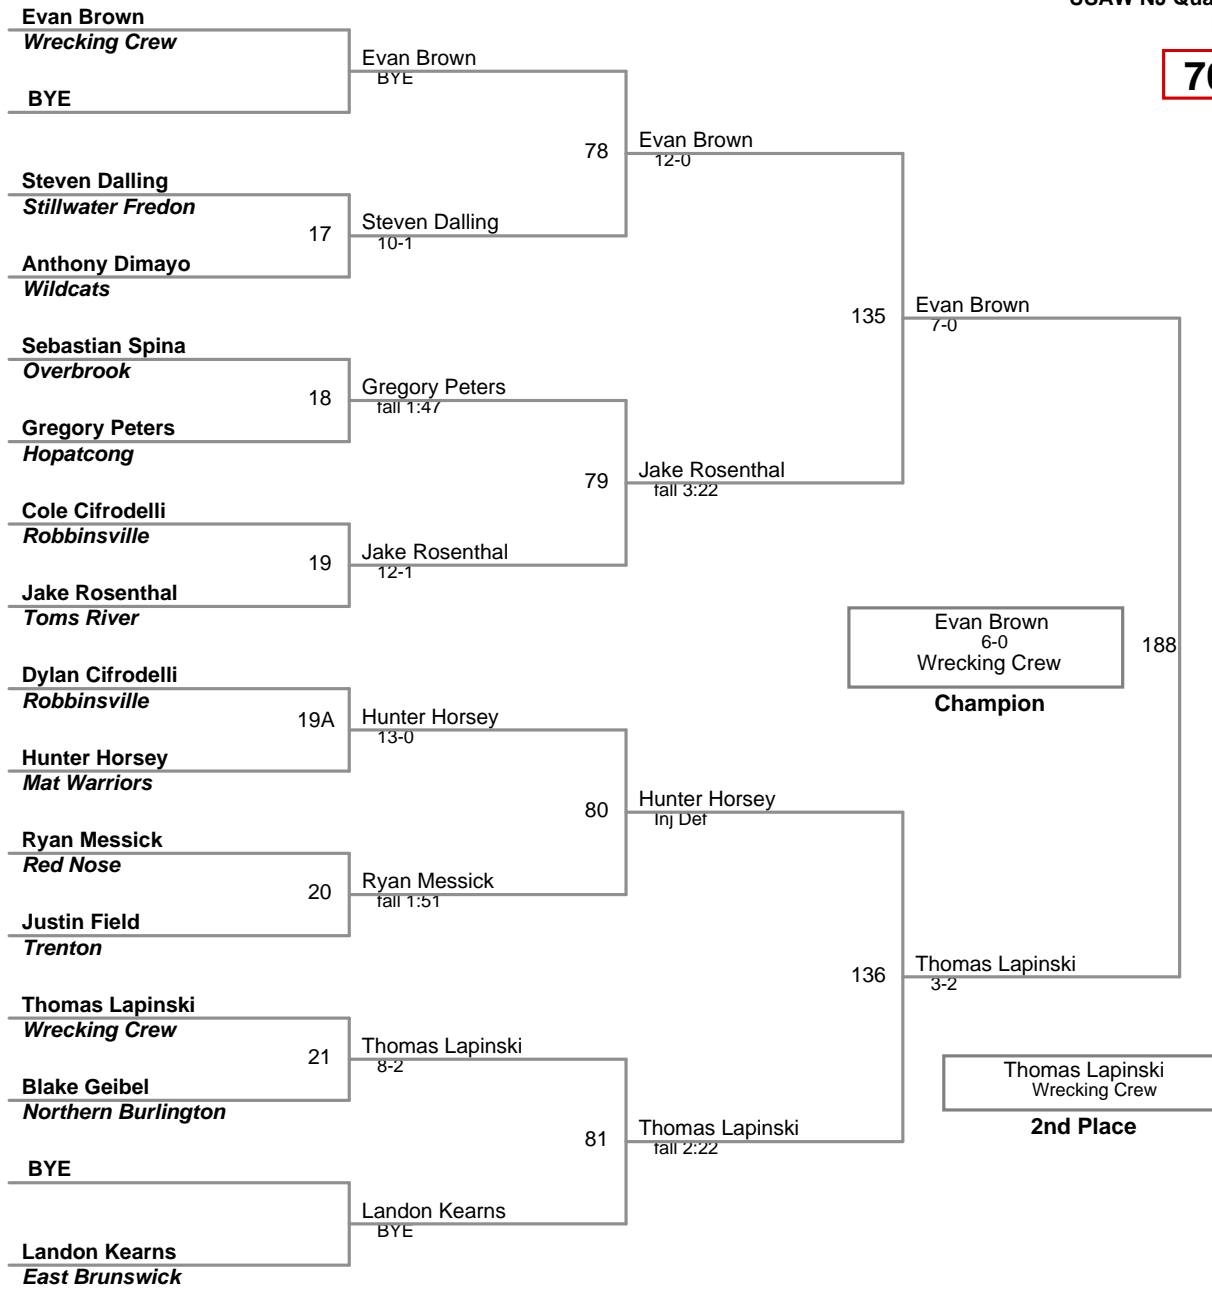 Evan Brown
Wrecking Crew
BYE
Steven Dalling
Stillwater Fredon
17
Anthony Dimayo
Wildcats
Sebastian Spina
Overbrook
18
Gregory Peters
Hopatcong
Cole Cifrodelli
Robbinsville
19
Jake Rosenthal
Toms River
Dylan Cifrodelli
Robbinsville
19A
Hunter Horsey
Mat Warriors
Ryan Messick
Red Nose
20
Justin Field
Trenton
Thomas Lapinski
Wrecking Crew
21
Blake Geibel
Northern Burlington
BYE
Landon Kearns
East Brunswick
Evan Brown
BYE
78
Steven Dalling
10-1
Gregory Peters
fall 1:47
79
Jake Rosenthal
12-1
Hunter Horsey
13-0
80
Ryan Messick
fall 1:51
Thomas Lapinski
8-2
81
Landon Kearns
BYE
Evan Brown
12-0
135
Jake Rosenthal
fall 3:22
Hunter Horsey
Inj Def
136
Thomas Lapinski
fall 2:22
Evan Brown
7-0
188
Thomas Lapinski
3-2
Evan Brown
6-0
Wrecking Crew
Champion
Thomas Lapinski
Wrecking Crew
2nd Place